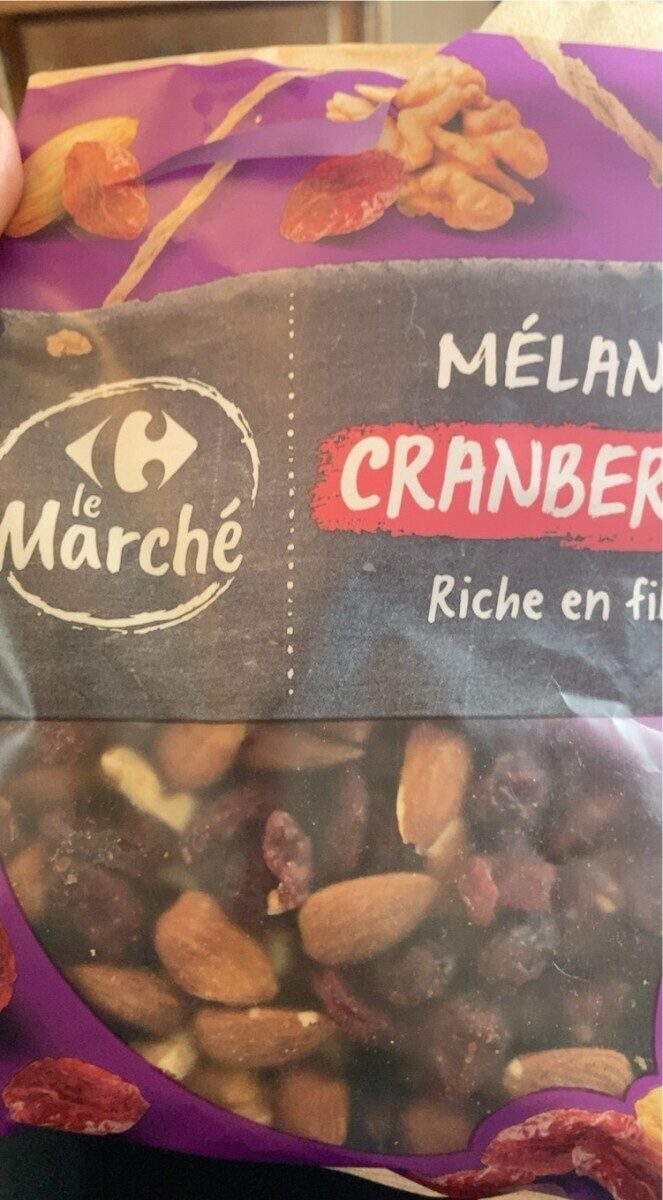 le
Marché
MÉLAN
CRANBER
Riche en fi